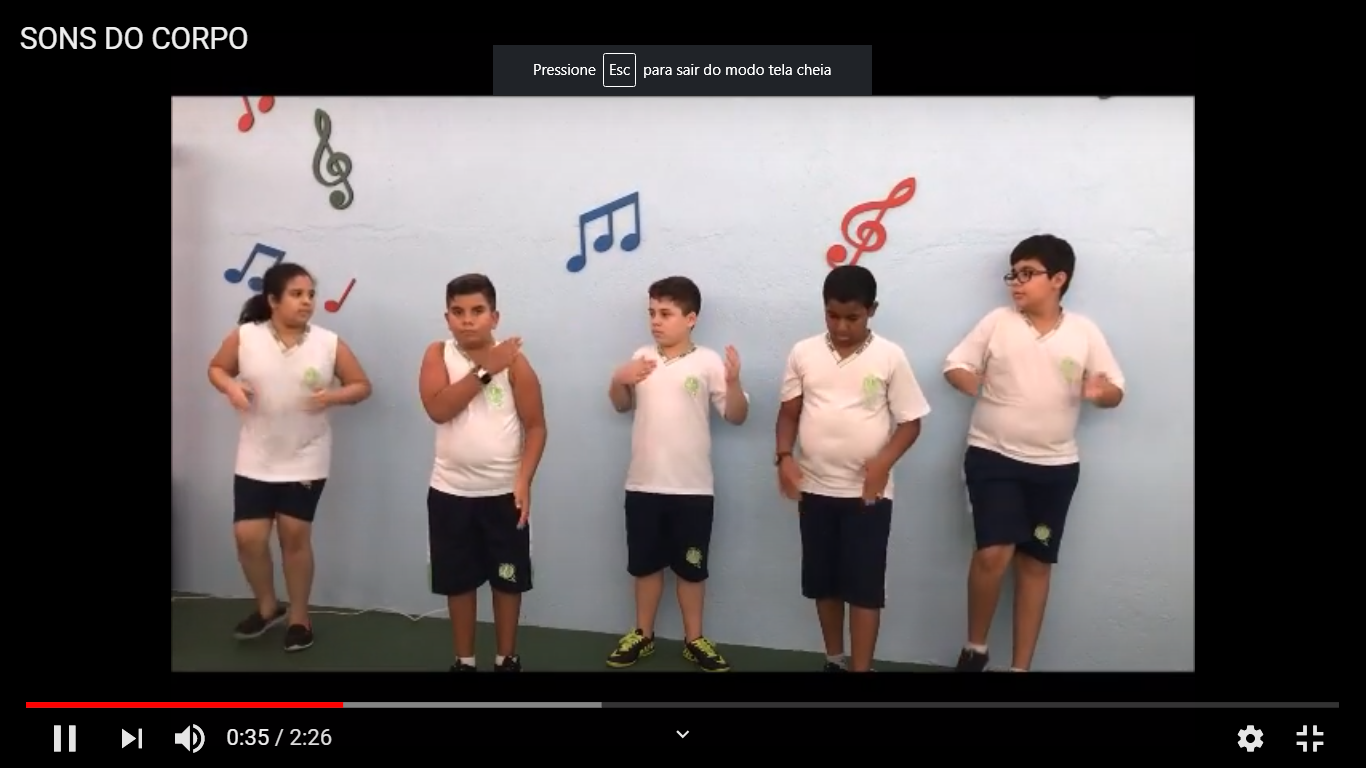 SONS DO CORPO
Pressione Esc para sair do modo tela cheia
0:35 / 2:26